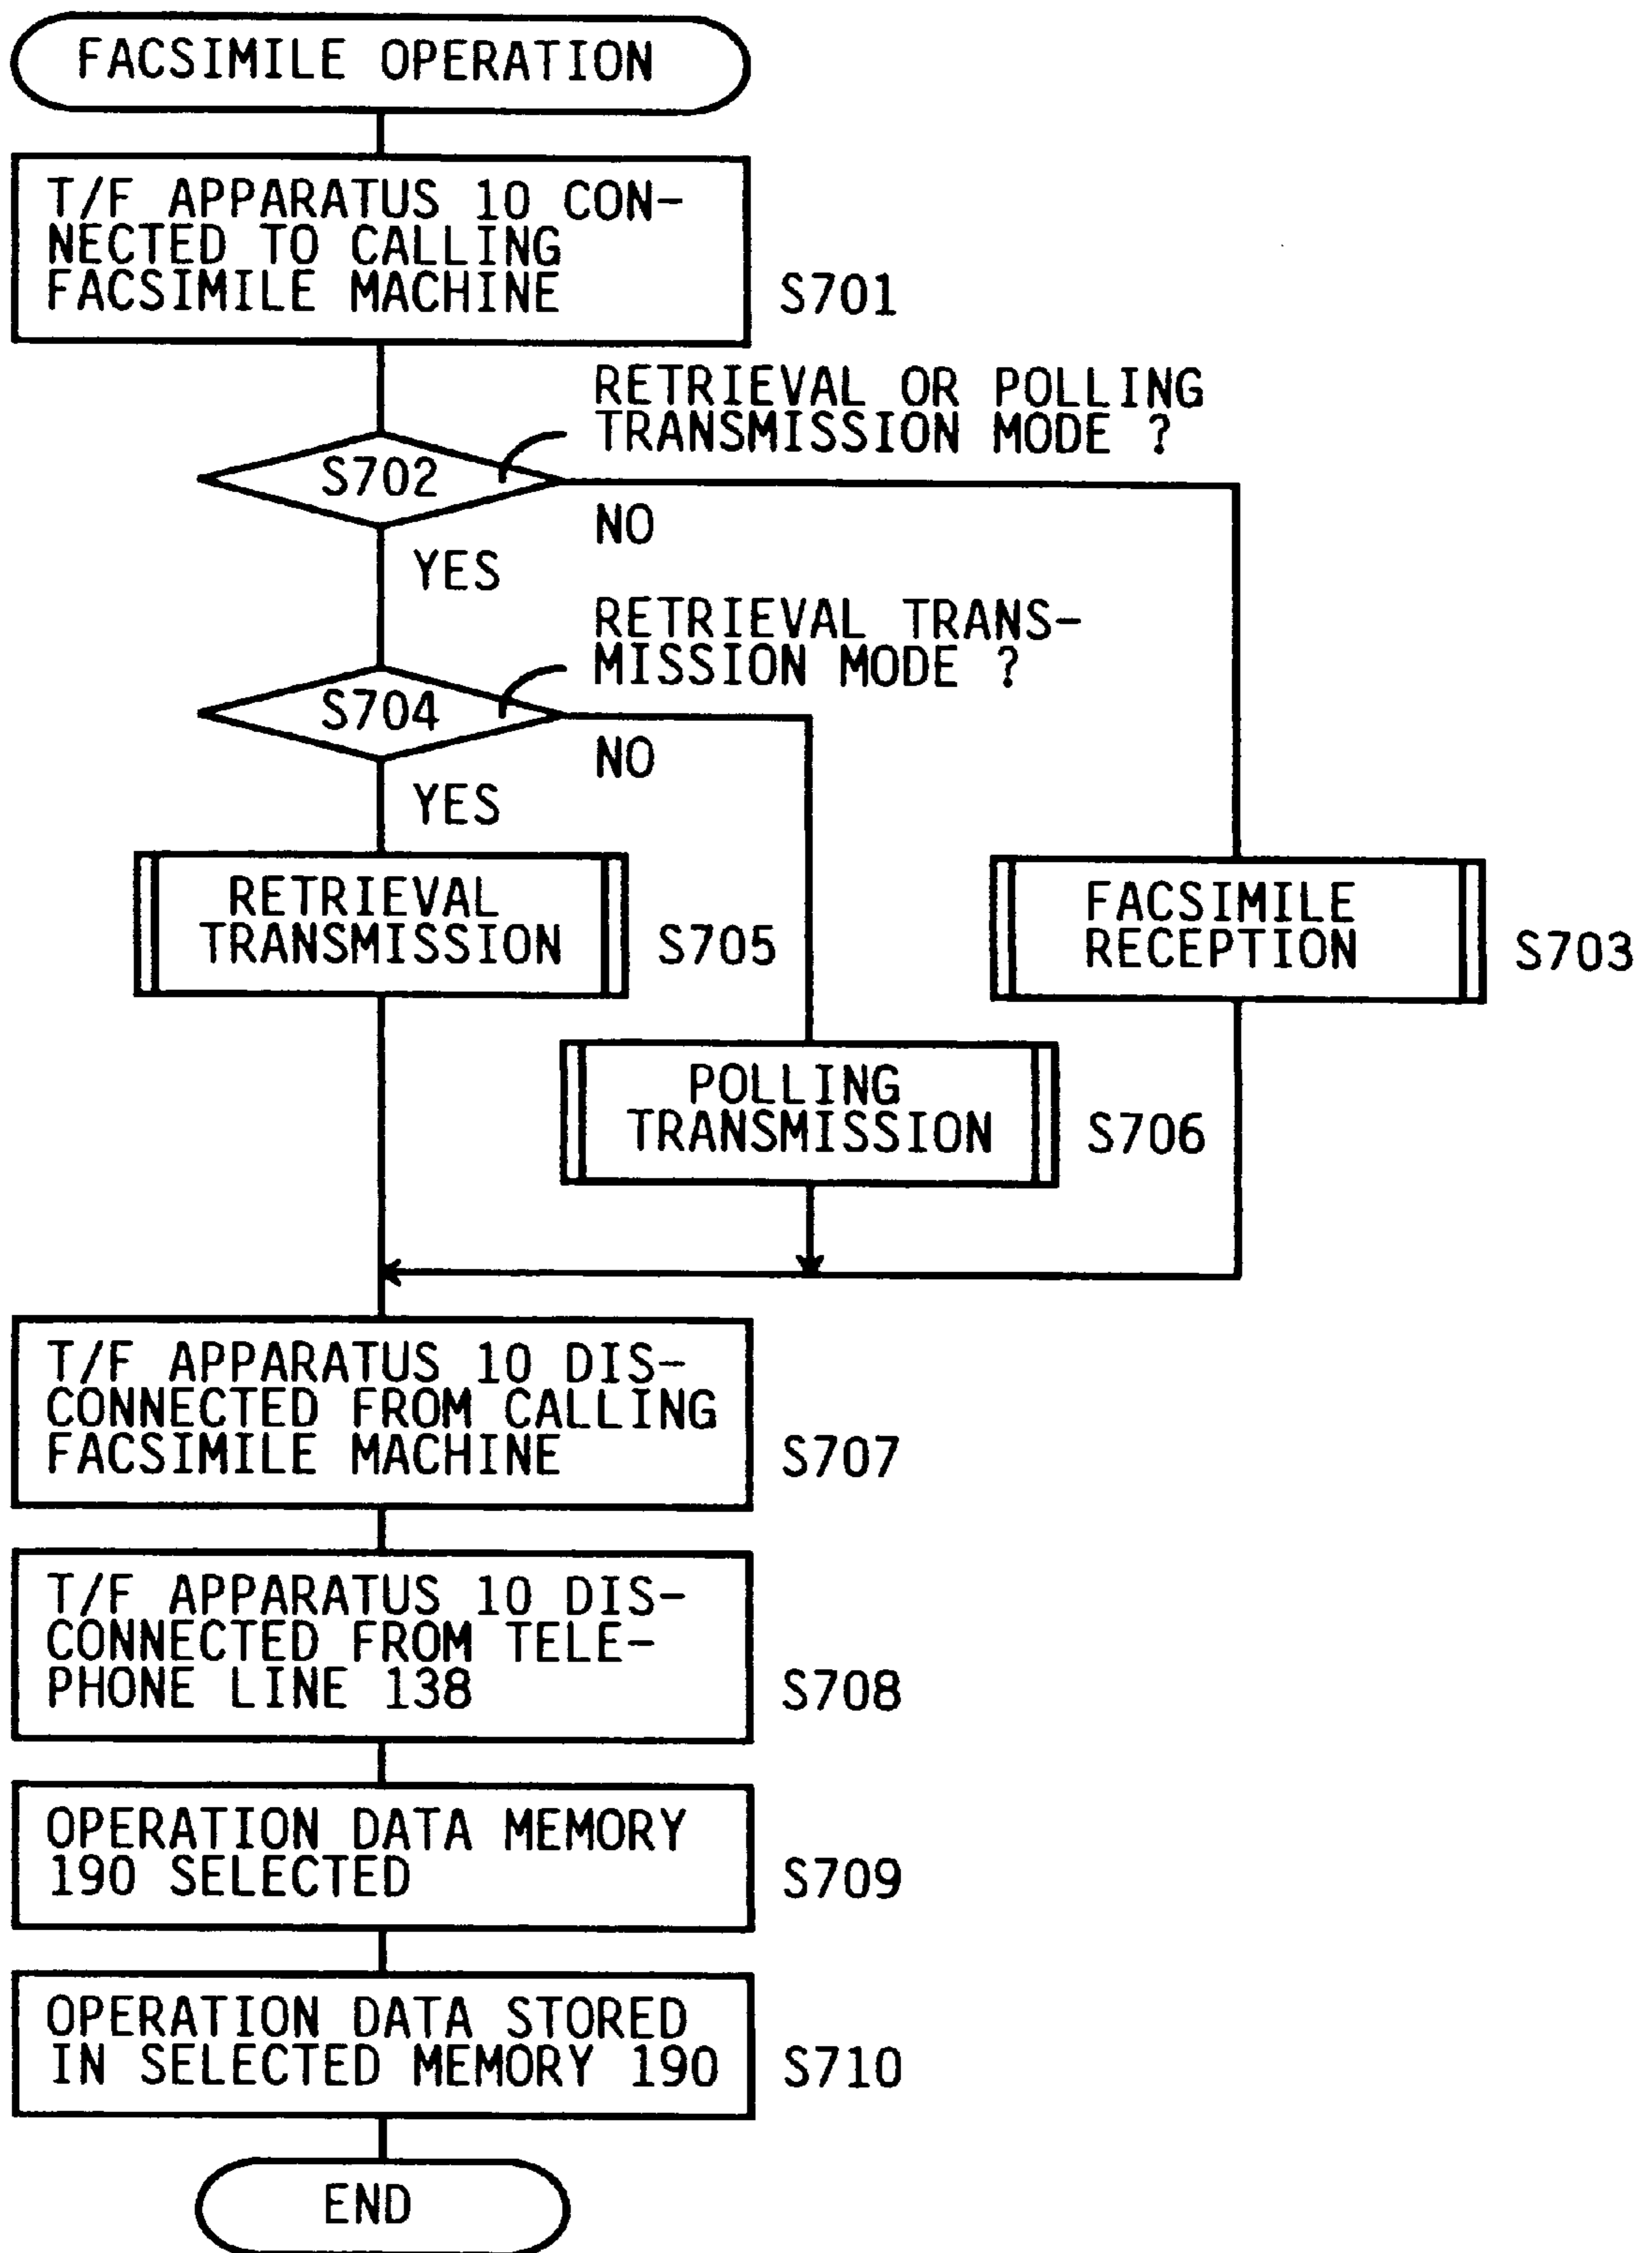 FACSIMILE OPERATION
T/F APPARATUS 10 CON-
NECTED TO CALLING
FACSIMILE MACHINE
S701
RETRIEVAL OR POLLING
TRANSMISSION MODE ?
S702
NO
YES
RETRIEVAL TRANS-
MISSION MODE ?
S704
NO
YES
RETRIEVAL
TRANSMISSION
S705
FACSIMILE
RECEPTION
S703
POLLING
TRANSMISSION
S706
T/F APPARATUS 10 DIS-
CONNECTED FROM CALLING
FACSIMILE MACHINE
S707
T/F APPARATUS 10 DIS-
CONNECTED FROM TELE-
PHONE LINE 138
S708
OPERATION DATA MEMORY
190 SELECTED
S709
OPERATION DATA STORED
IN SELECTED MEMORY 190
S710
END